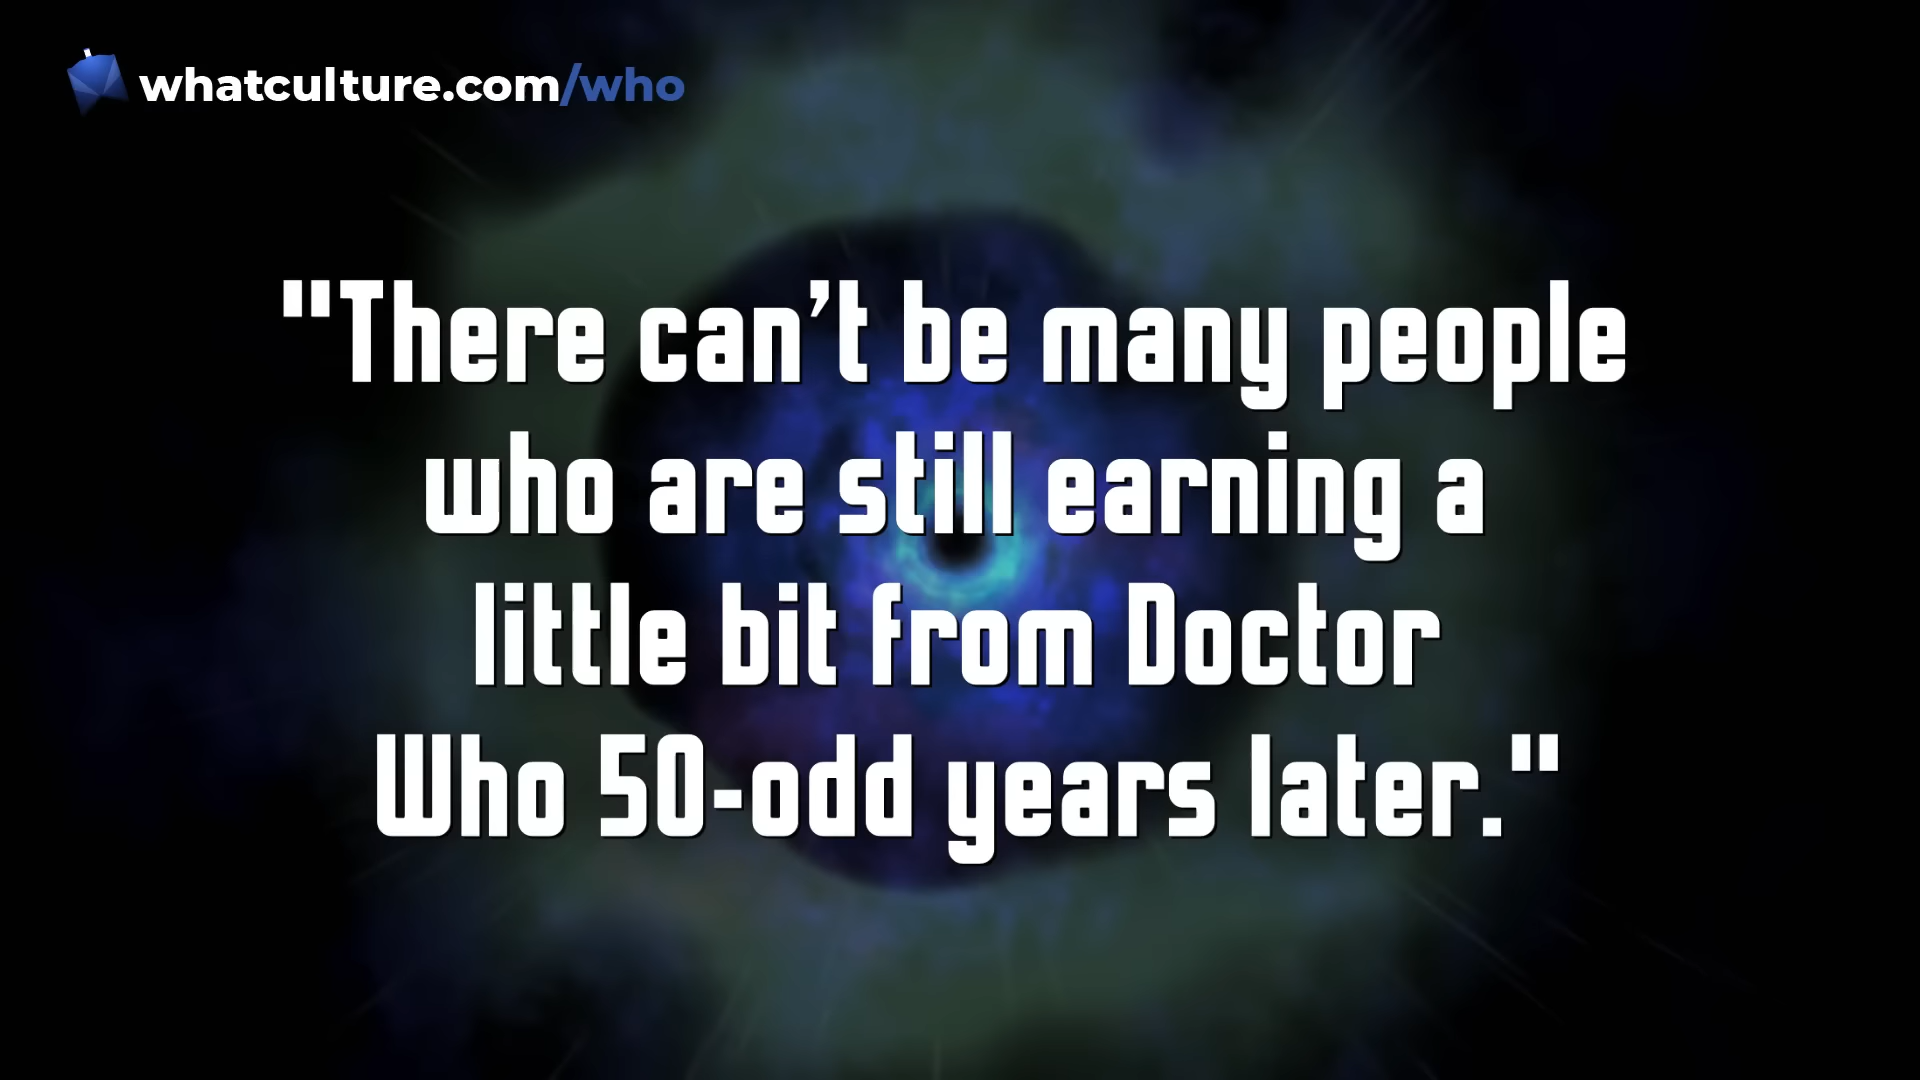 whatculture.com/who
"There can't be many people
who are still earning a
little bit from Doctor
Who 50-odd years later."